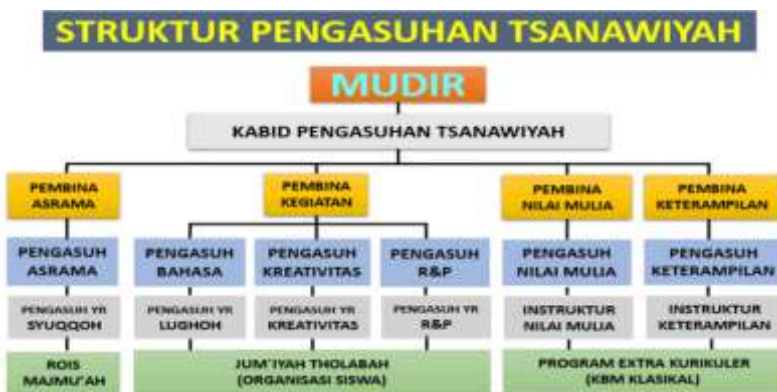 STRUKTUR PENGASUHAN TSANAWIYAH
MUDIR
KABID PENGASUHAN TSANAWIYAH
PEMBINA
ASRAMA
PEMBINA
KEGIATAN
PEMBINA
NILAI MULIA
PEMBINA
KETERAMPILAN
PENGASUH
ASRAMA
PENGASUH
BAHASA
PENGASUH
KREATIVITAS
PENGASUH
R&P
PENGASUH
NILAI MULIA
PENGASUH
KETERAMPILAN
PENGASUH YR
SYUQQOH
PENGASUH YR
LUGHOH
PENGASUH YR
KREATIVITAS
PENGASUH YR
R&P
INSTRUKTUR
NILAI MULIA
INSTRUKTUR
KETERAMPILAN
ROIS
MAJMU'AH
JUM'IYAH THOLABAH
(ORGANISASI SISWA)
PROGRAM EXTRA KURIKULER
(KBM KLASIKAL)